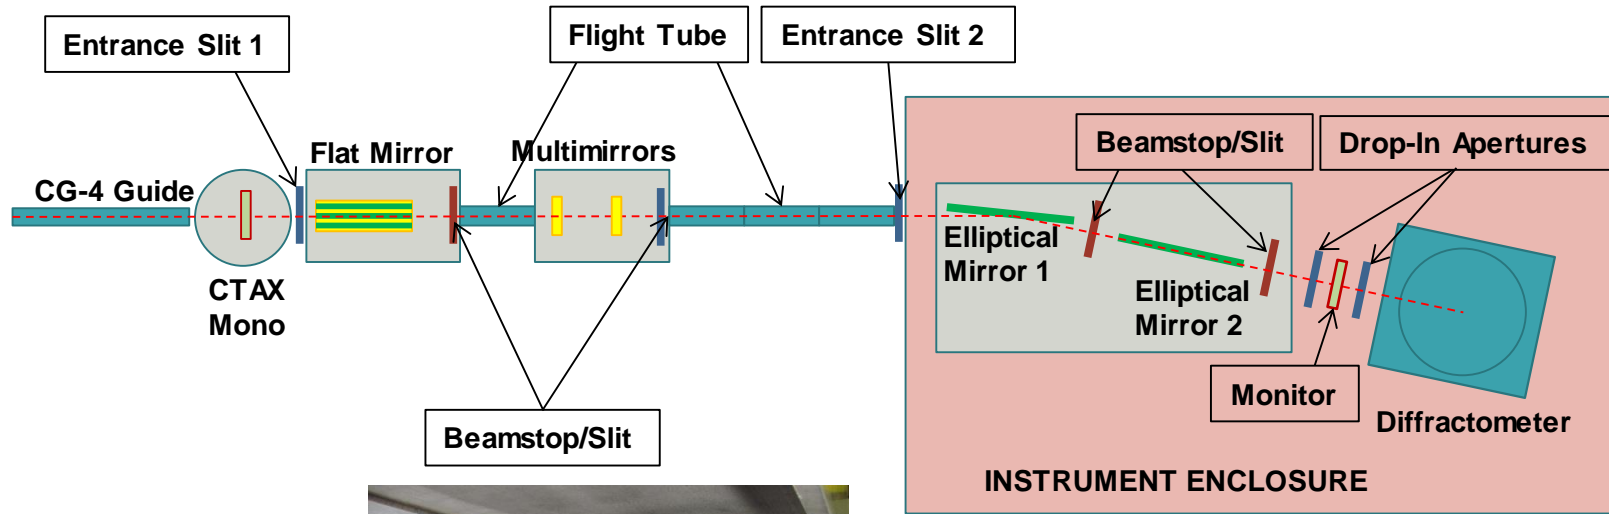 Entrance Slit 1
Flight Tube
Entrance Slit 2
Flat Mirror
Multimirrors
Beamstop/Slit
Drop-In Apertures
CG-4 Guide
CTAX
Mono
Elliptical
Mirror 1
Elliptical
Mirror 2
Beamstop/Slit
Monitor
Diffractometer
INSTRUMENT ENCLOSURE